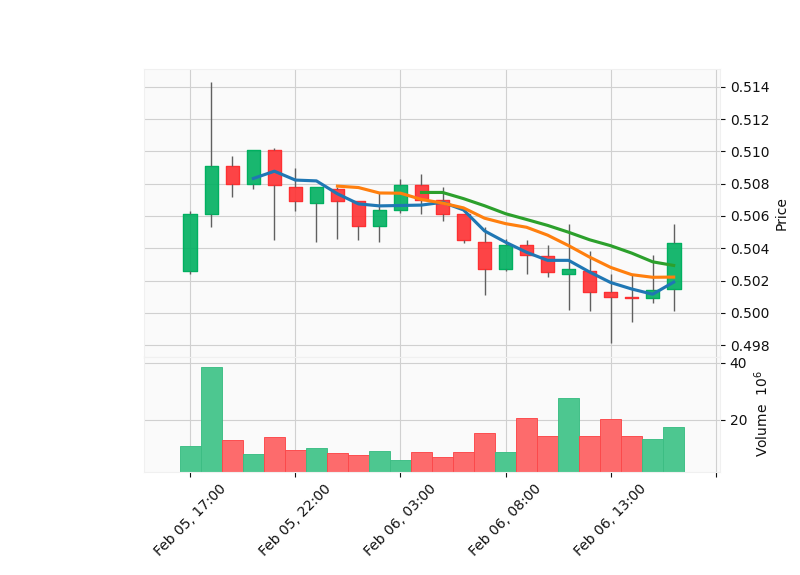 0.514
0.512
0.510
0.508
0.506
0.504
0.502
0.500
0.498
Price
40
20
Volume 10^6
Feb 05, 17:00
Feb 05, 22:00
Feb 06, 03:00
Feb 06, 08:00
Feb 06, 13:00